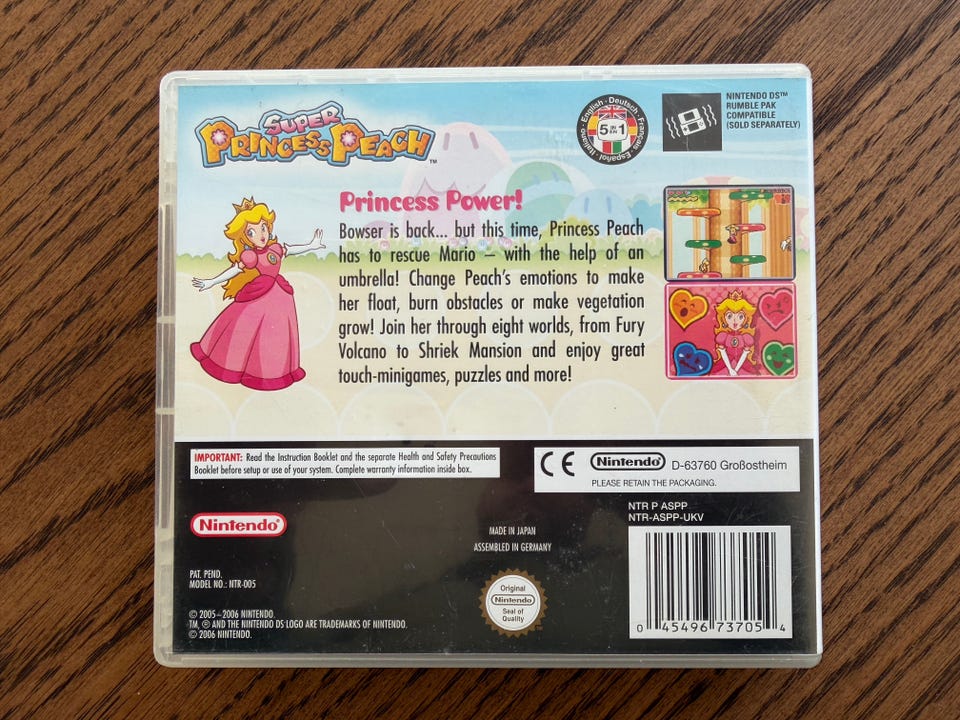 SUPER
PRINCESS PEACH™
English · Deutsch · Français · Español · Italiano
5 IN 1
NINTENDO DS™
RUMBLE PAK
COMPATIBLE
(SOLD SEPARATELY)
Princess Power!
Bowser is back... but this time, Princess Peach
has to rescue Mario – with the help of an
umbrella! Change Peach's emotions to make
her float, burn obstacles or make vegetation
grow! Join her through eight worlds, from Fury
Volcano to Shriek Mansion and enjoy great
touch-minigames, puzzles and more!
IMPORTANT: Read the Instruction Booklet and the separate Health and Safety Precautions
Booklet before setup or use of your system. Complete warranty information inside box.
CE Nintendo® D-63760 Großostheim
PLEASE RETAIN THE PACKAGING.
NTR P ASPP
NTR-ASPP-UKV
Nintendo®
MADE IN JAPAN
ASSEMBLED IN GERMANY
PAT. PEND.
MODEL NO.: NTR-005
Original
Nintendo
Seal of
Quality
© 2005–2006 NINTENDO.
TM, ® AND THE NINTENDO DS LOGO ARE TRADEMARKS OF NINTENDO.
© 2006 NINTENDO.
0 45496 73705 4